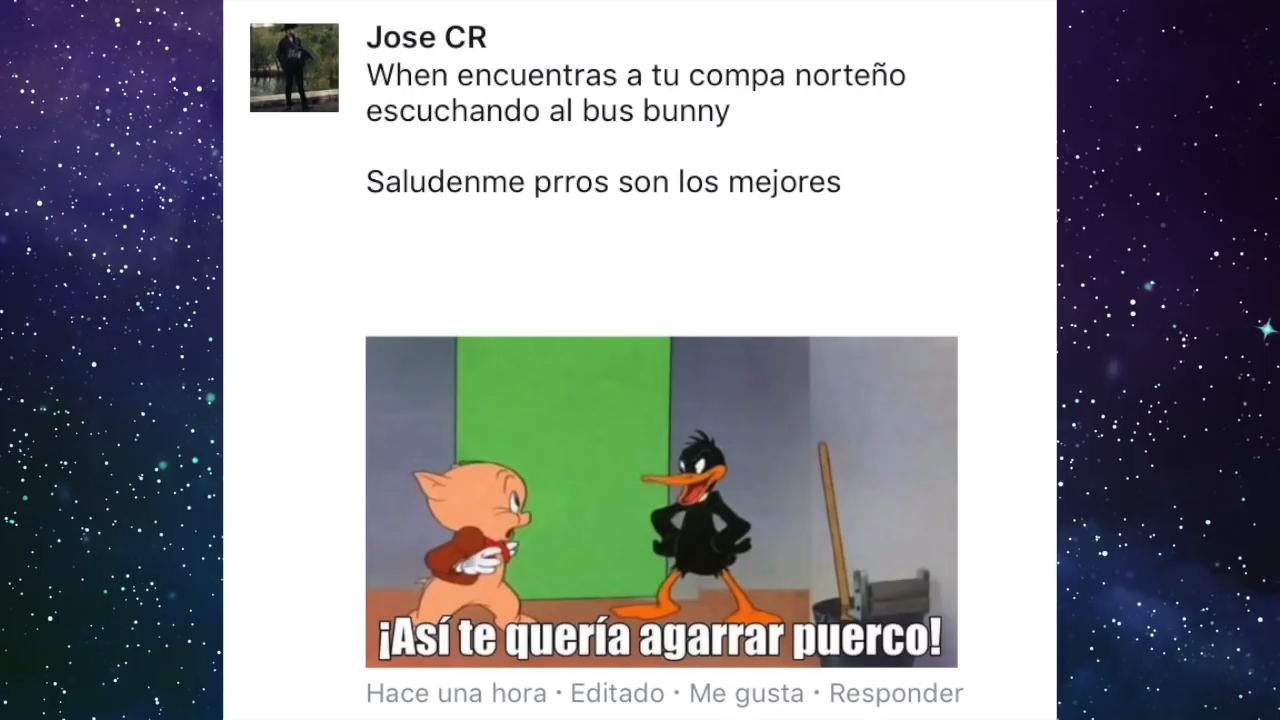 Jose CR
When encuentras a tu compa norteño
escuchando al bus bunny
Saludenme prros son los mejores
¡Así te quería agarrar puerco!
Hace una hora · Editado · Me gusta · Responder